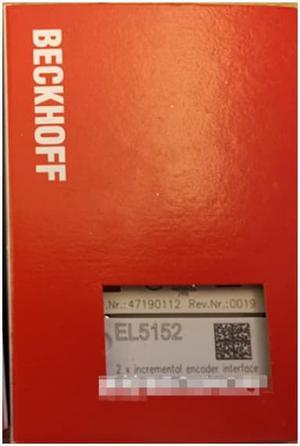 BECKHOFF
.Nr.:47190112 Rev.Nr.:0019
EL5152
2 x incremental encoder interface